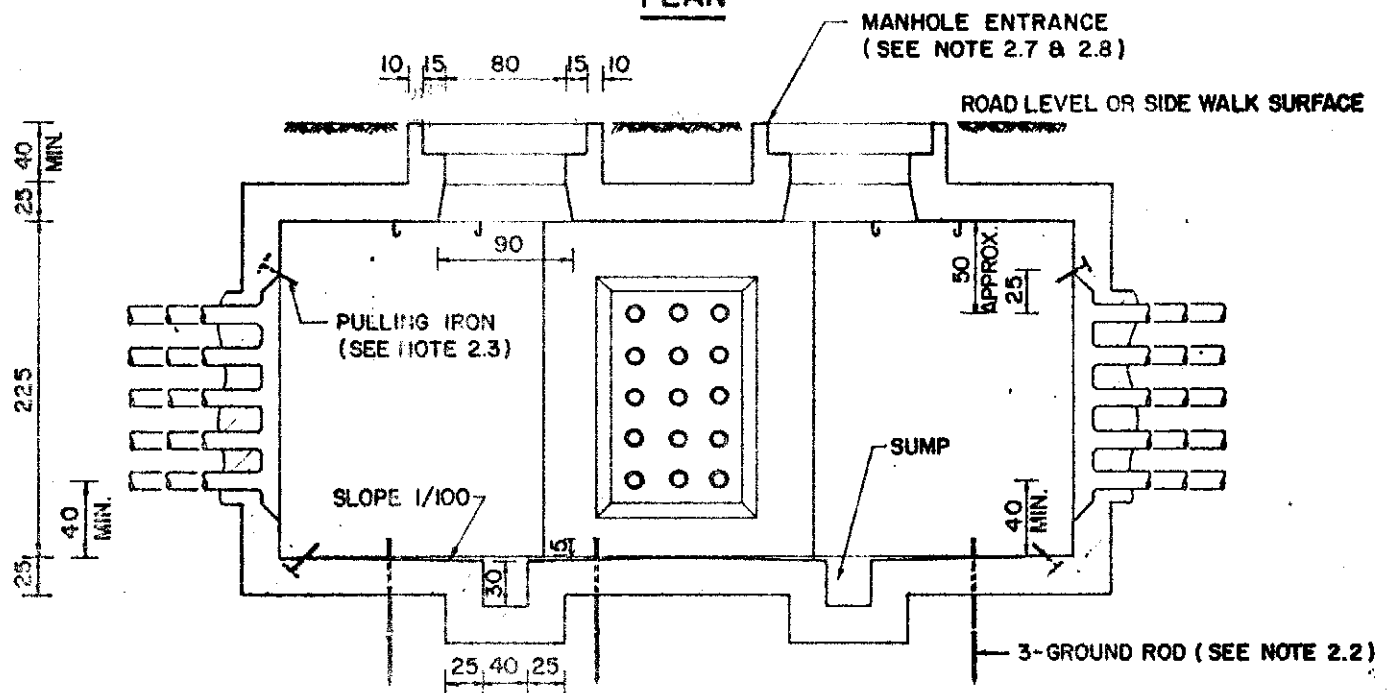 PLAN
MANHOLE ENTRANCE
(SEE NOTE 2.7 & 2.8)
10 15 80 15 10
ROAD LEVEL OR SIDE WALK SURFACE
40
MIN
25
90
50
APPROX.
25
PULLING IRON
(SEE NOTE 2.3)
225
SUMP
SLOPE 1/100
40
MIN.
40
MIN.
5
30
25
3-GROUND ROD (SEE NOTE 2.2)
25 40 25